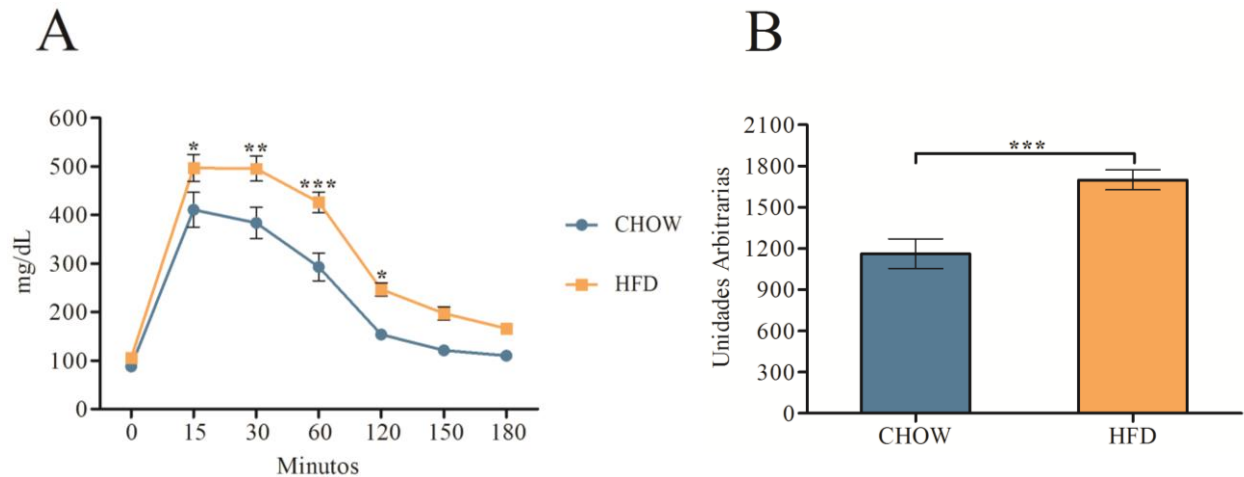 A
600
500
400
300
200
100
0
mg/dL
* ** *** *
0 15 30 60 120 150 180
Minutos
CHOW
HFD
B
2100
1800
1500
1200
900
600
300
0
Unidades Arbitrarias
***
CHOW HFD